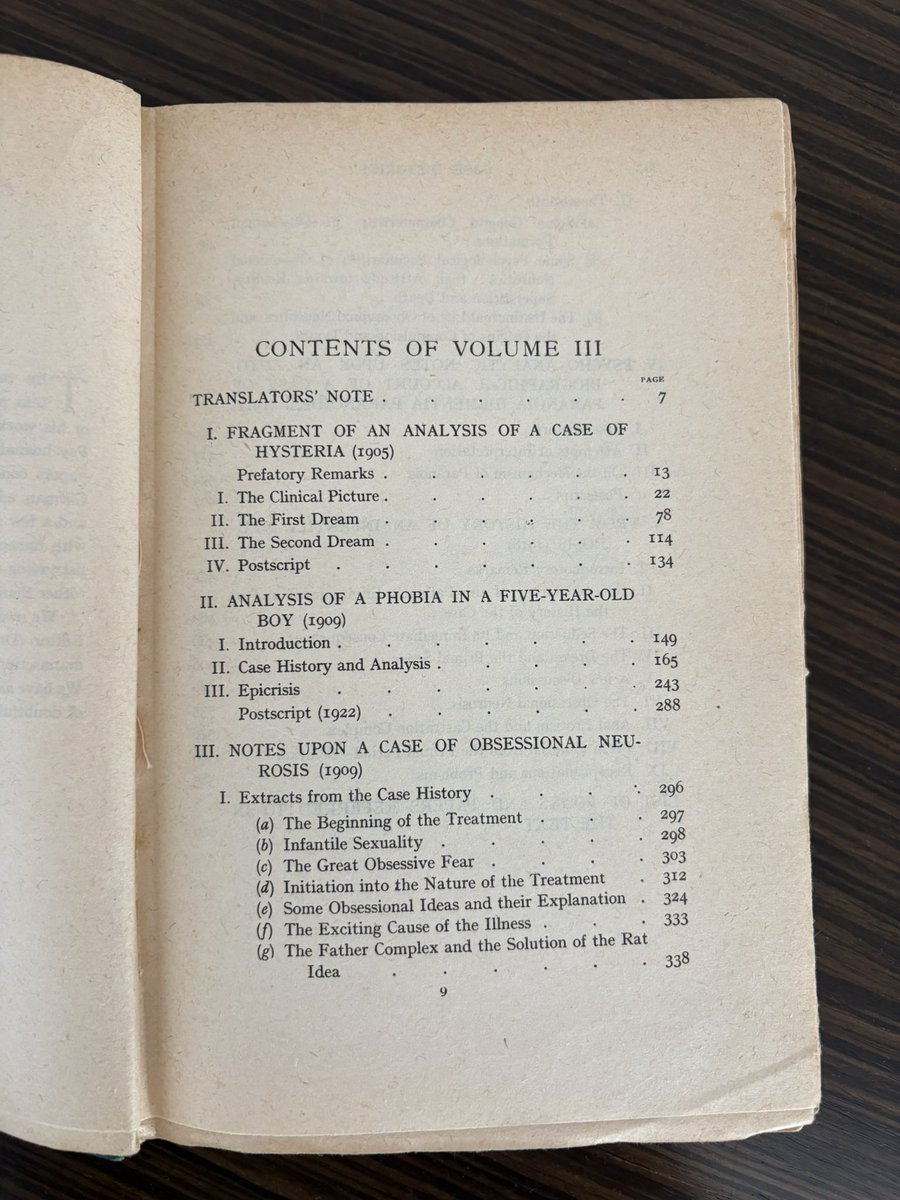 CONTENTS OF VOLUME III
PAGE
TRANSLATORS' NOTE . . 7
I. FRAGMENT OF AN ANALYSIS OF A CASE OF
HYSTERIA (1905)
Prefatory Remarks . . . . . 13
I. The Clinical Picture . . . . . 22
II. The First Dream . . . . . 78
III. The Second Dream . . . . . . 114
IV. Postscript . . . . . . 134
II. ANALYSIS OF A PHOBIA IN A FIVE-YEAR-OLD
BOY (1909)
I. Introduction . . . . . . 149
II. Case History and Analysis . . . . . 165
III. Epicrisis . . . . . . . 243
Postscript (1922) . . . . . . 288
III. NOTES UPON A CASE OF OBSESSIONAL NEU-
ROSIS (1909)
I. Extracts from the Case History . . . . 296
(a) The Beginning of the Treatment . . . 297
(b) Infantile Sexuality . . . . . 298
(c) The Great Obsessive Fear . . . . 303
(d) Initiation into the Nature of the Treatment . 312
(e) Some Obsessional Ideas and their Explanation . 324
(f) The Exciting Cause of the Illness . . . 333
(g) The Father Complex and the Solution of the Rat
Idea . . . . . . 338
9